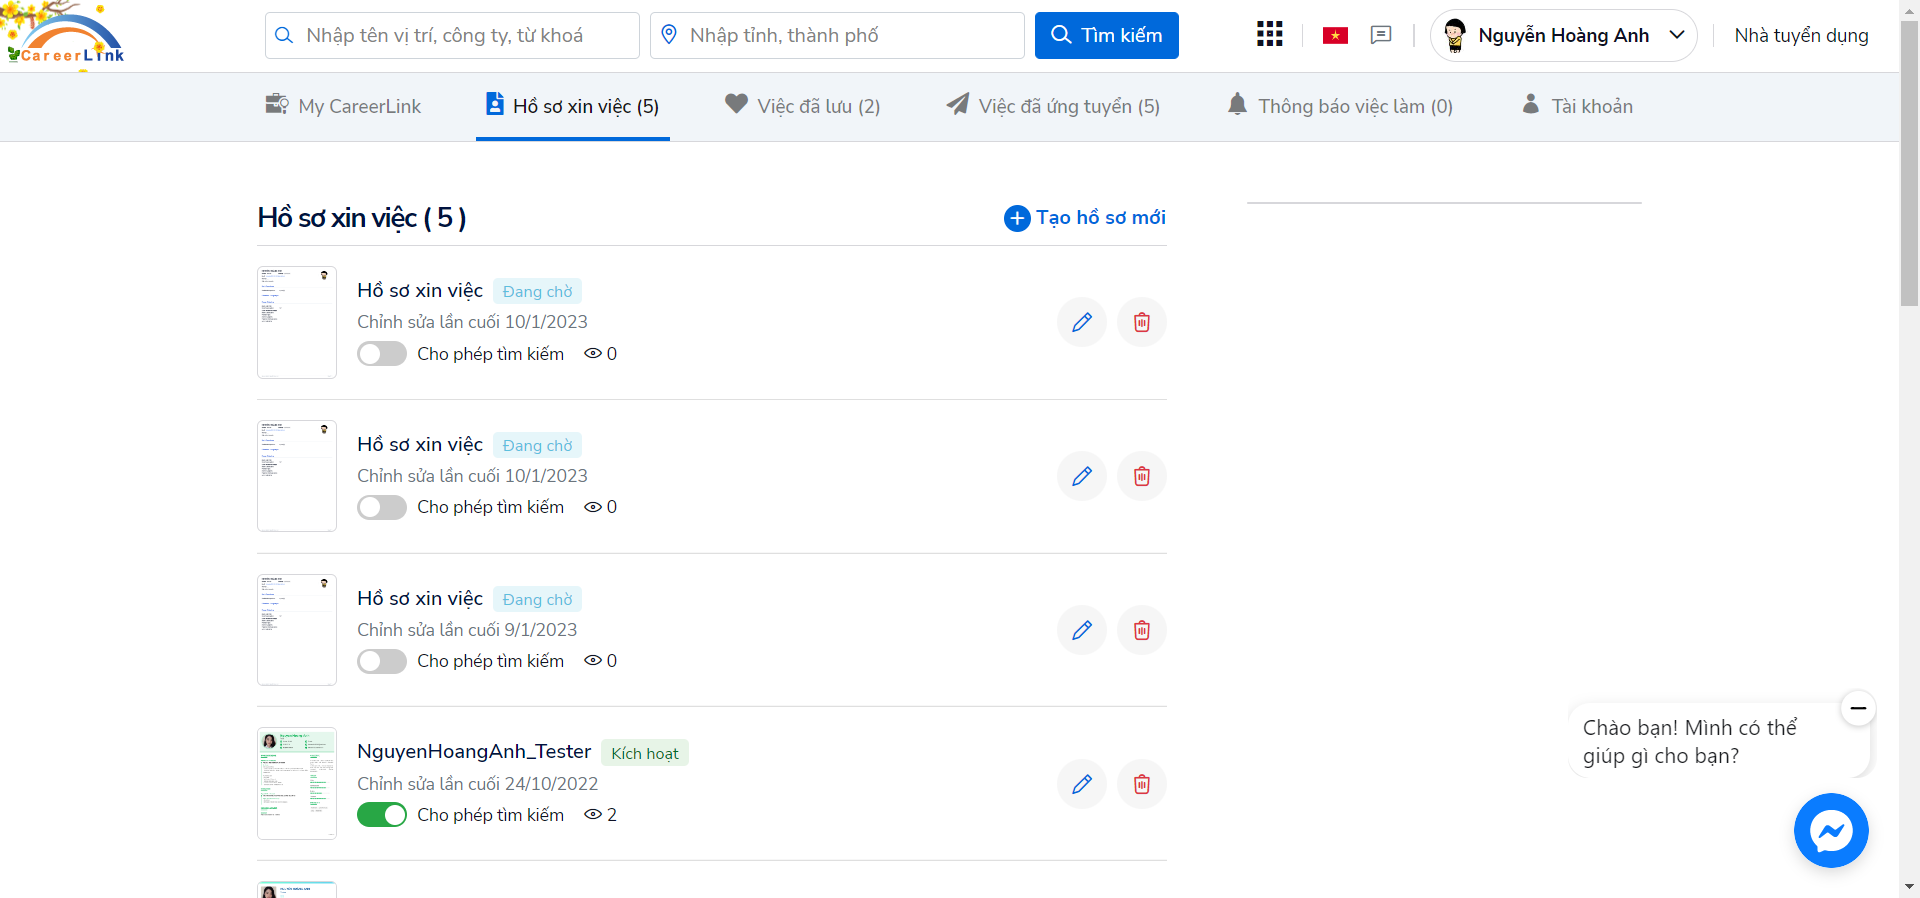 CareerLink
Nhập tên vị trí, công ty, từ khoá
Nhập tỉnh, thành phố
Tìm kiếm
Nguyễn Hoàng Anh
Nhà tuyển dụng
My CareerLink
Hồ sơ xin việc (5)
Việc đã lưu (2)
Việc đã ứng tuyển (5)
Thông báo việc làm (0)
Tài khoản
Hồ sơ xin việc ( 5 )
Tạo hồ sơ mới
Hồ sơ xin việc
Đang chờ
Chỉnh sửa lần cuối 10/1/2023
Cho phép tìm kiếm
0
Hồ sơ xin việc
Đang chờ
Chỉnh sửa lần cuối 10/1/2023
Cho phép tìm kiếm
0
Hồ sơ xin việc
Đang chờ
Chỉnh sửa lần cuối 9/1/2023
Cho phép tìm kiếm
0
NguyenHoangAnh_Tester
Kích hoạt
Chỉnh sửa lần cuối 24/10/2022
Cho phép tìm kiếm
2
Chào bạn! Mình có thể
giúp gì cho bạn?